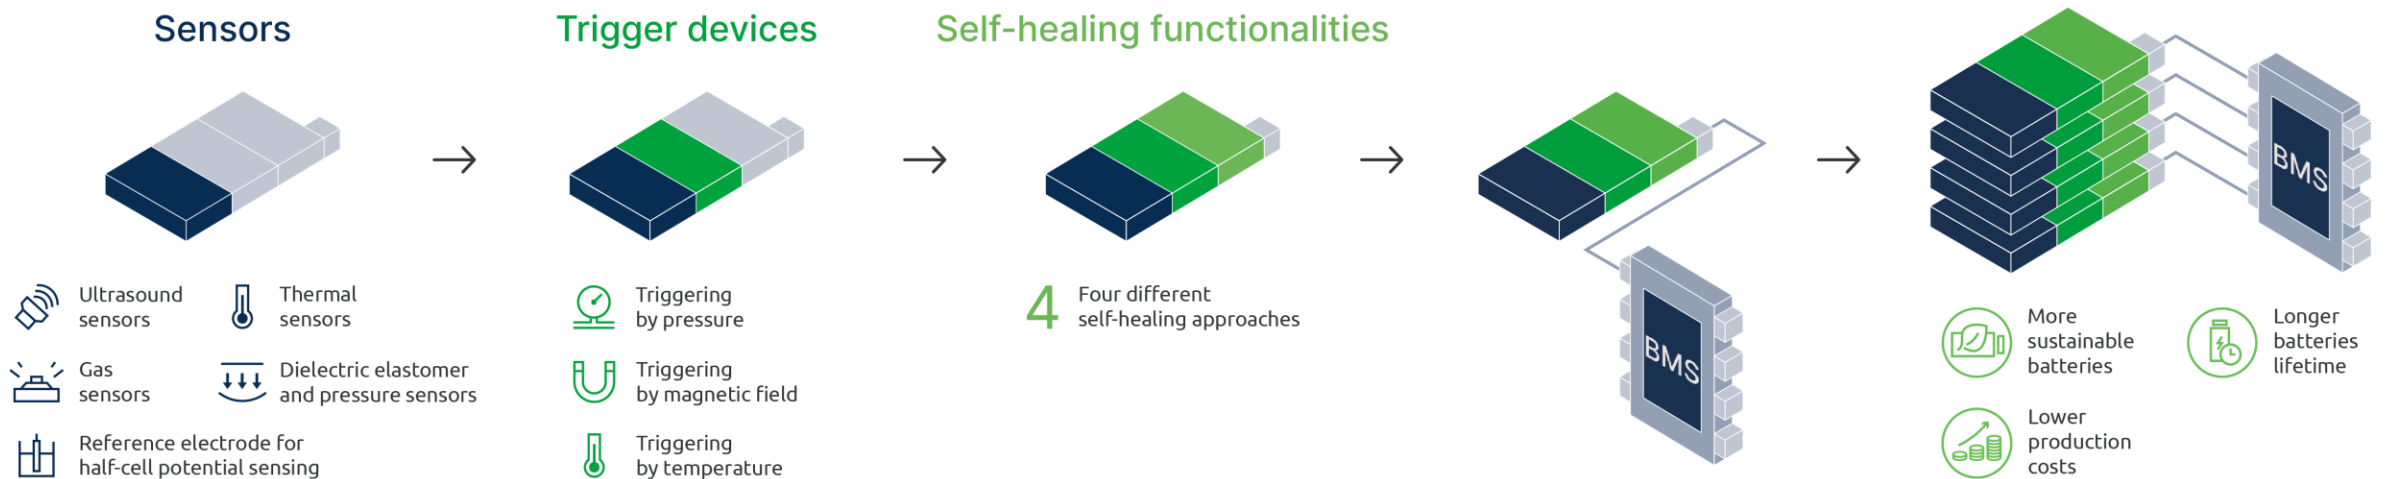 Sensors
Trigger devices
Self-healing functionalities
Ultrasound
sensors
Thermal
sensors
Gas
sensors
Dielectric elastomer
and pressure sensors
Reference electrode for
half-cell potential sensing
Triggering
by pressure
Triggering
by magnetic field
Triggering
by temperature
4
Four different
self-healing approaches
BMS
BMS
More
sustainable
batteries
Longer
batteries
lifetime
Lower
production
costs